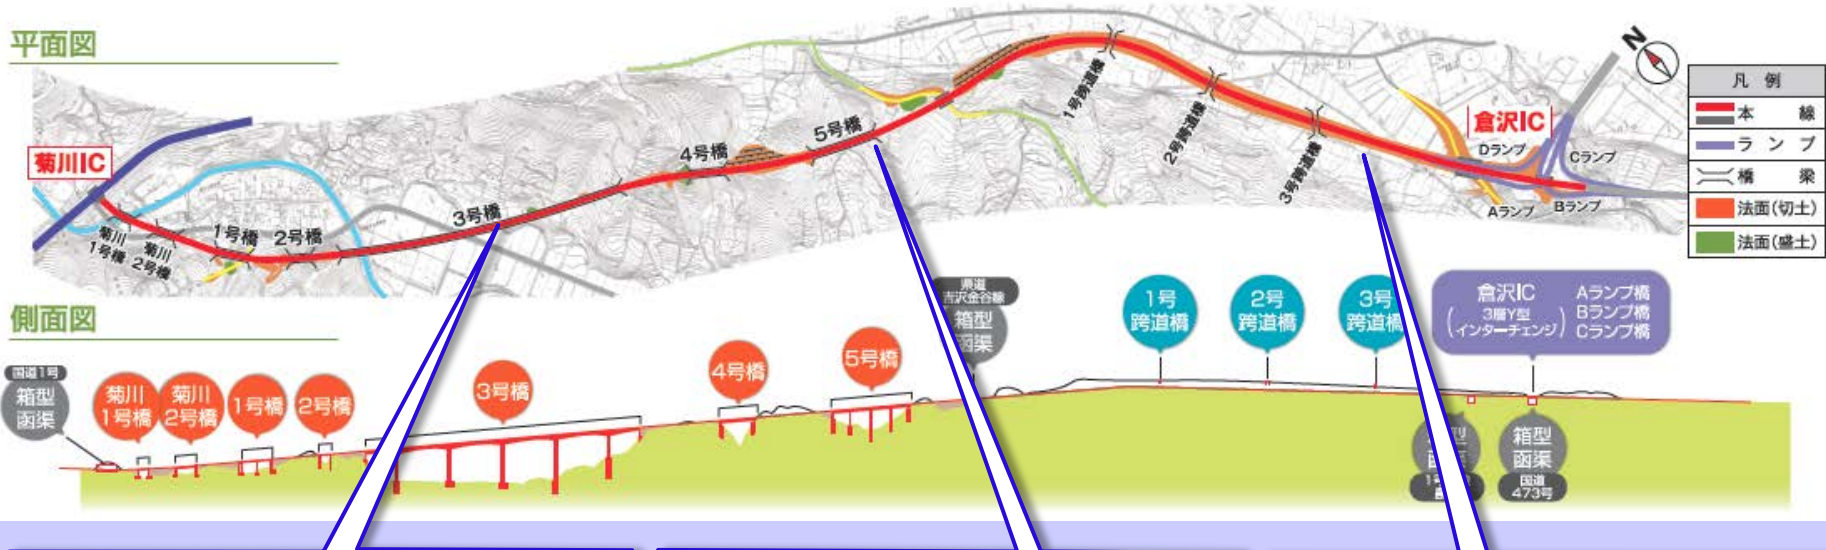 平面図
菊川IC
菊川
1号橋
菊川
2号橋
1号橋
2号橋
3号橋
4号橋
5号橋
1号跨道橋
2号跨道橋
3号跨道橋
倉沢IC
Dランプ
Cランプ
Aランプ
Bランプ
N
凡 例
本 線
ラ ン プ
橋 梁
法面(切土)
法面(盛土)
側面図
国道1号
箱型
函渠
菊川
1号橋
菊川
2号橋
1号橋
2号橋
3号橋
4号橋
5号橋
県道
吉沢金谷線
箱型
函渠
1号
跨道橋
2号
跨道橋
3号
跨道橋
倉沢IC
(3層Y型
インターチェンジ)
Aランプ橋
Bランプ橋
Cランプ橋
箱型
函渠
国道
473号